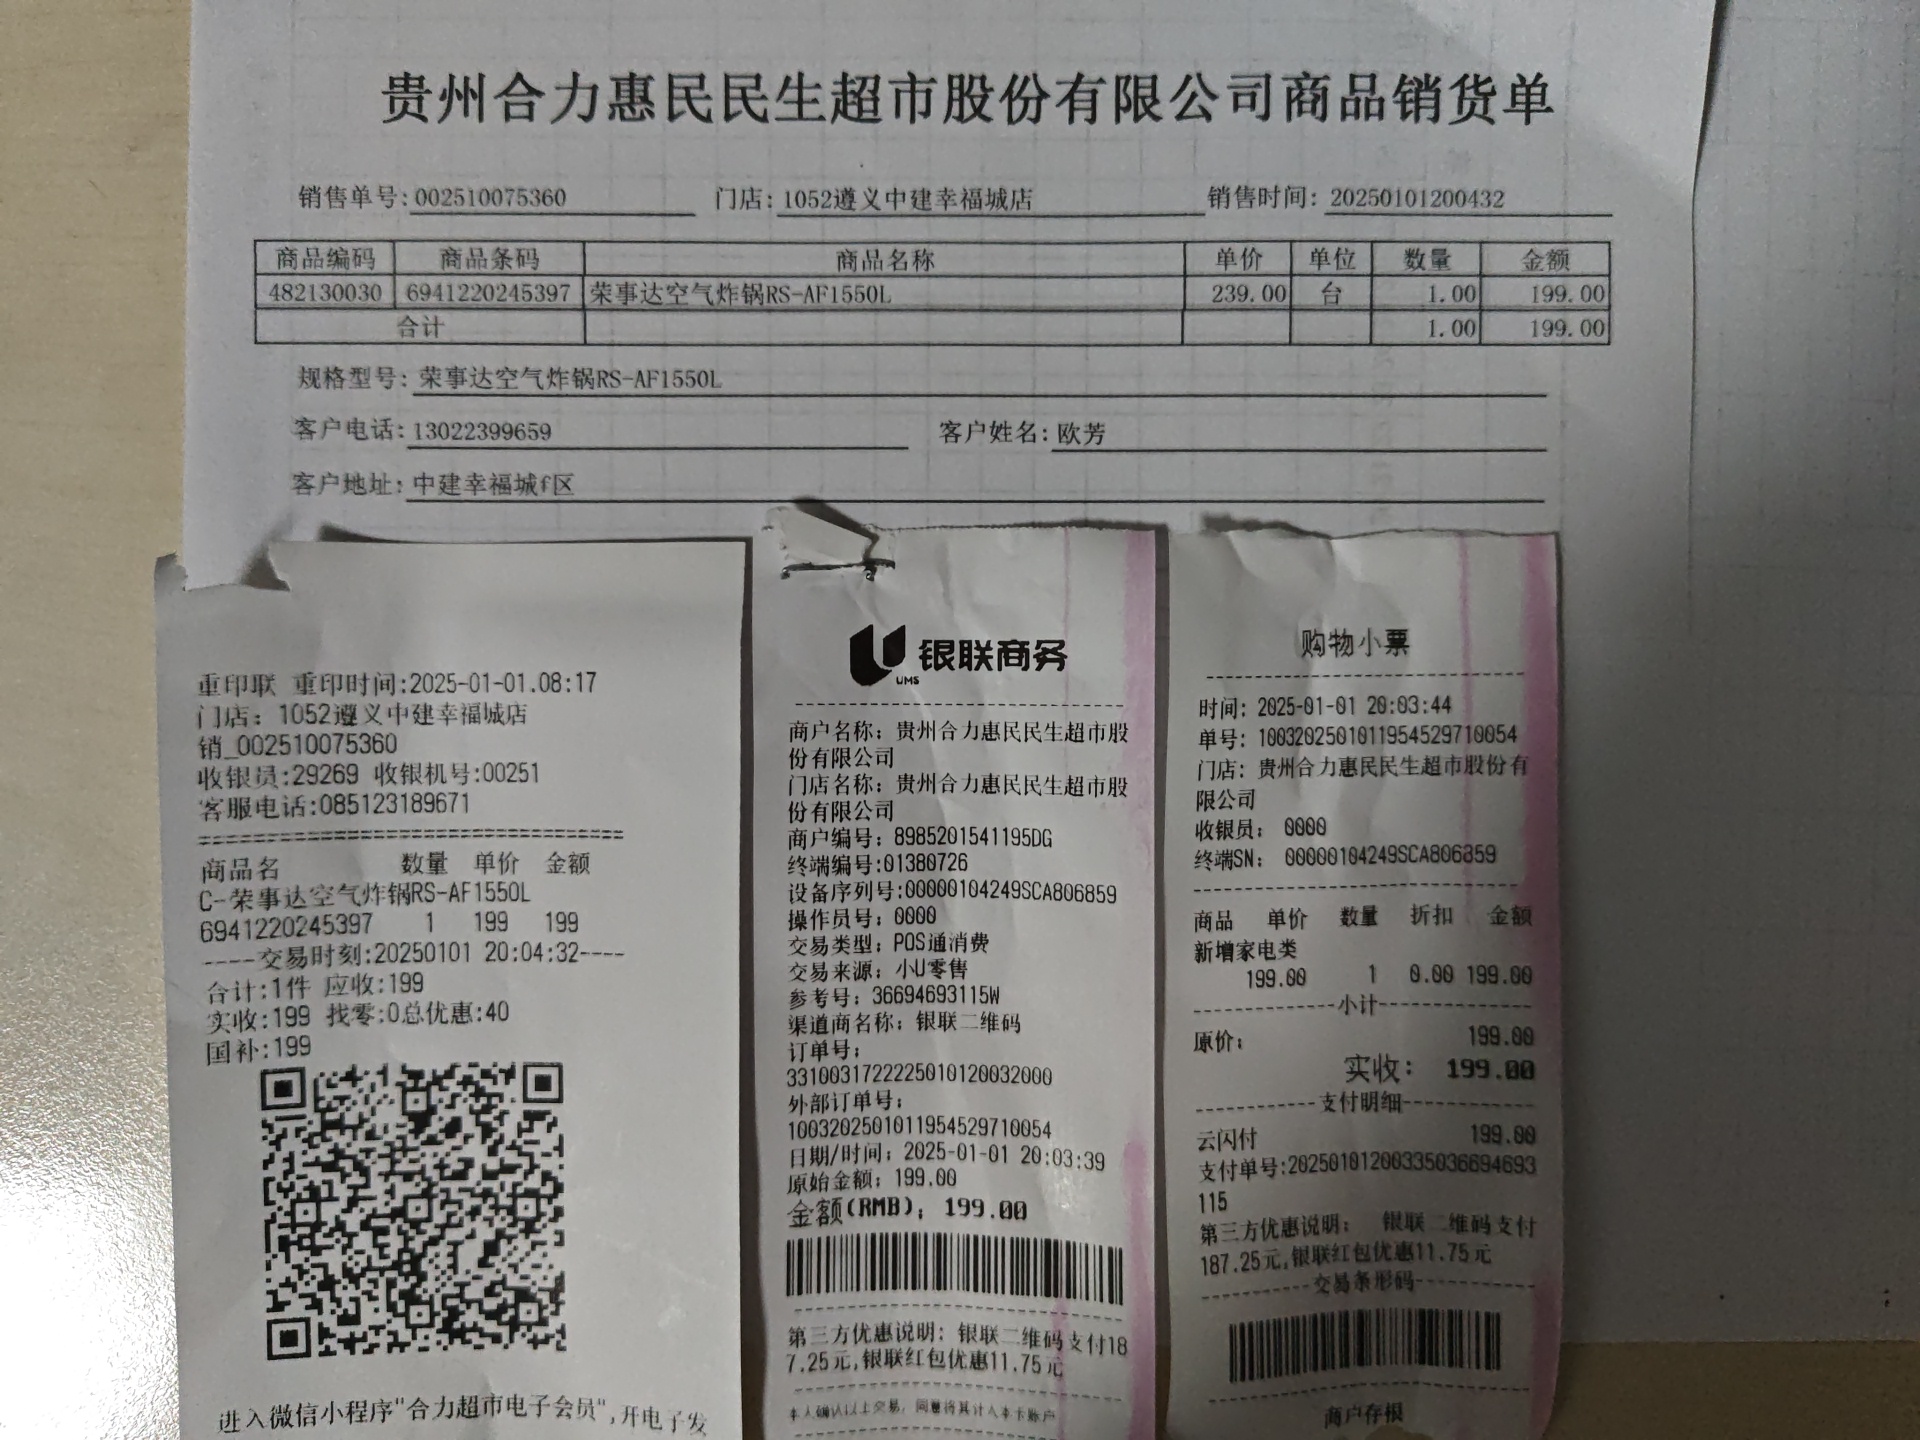 贵州合力惠民民生超市股份有限公司商品销货单
销售单号:002510075360 门店:1052遵义中建幸福城店 销售时间:20250101200432
商品编码 商品条码 商品名称 单价 单位 数量 金额
482130030 6941220245397 荣事达空气炸锅RS-AF1550L 239.00 台 1.00 199.00
合计 1.00 199.00
规格型号:荣事达空气炸锅RS-AF1550L
客户电话:13022399659 客户姓名:欧芳
客户地址:中建幸福城f区
重印联 重印时间:2025-01-01.08:17
门店：1052遵义中建幸福城店
销_002510075360
收银员:29269 收银机号:00251
客服电话:085123189671
==================================
商品名 数量 单价 金额
C-荣事达空气炸锅RS-AF1550L
6941220245397 1 199 199
----交易时刻:20250101 20:04:32----
合计:1件 应收:199
实收:199 找零:0总优惠:40
国补:199
进入微信小程序"合力超市电子会员",开电子发
银联商务
UMS
商户名称：贵州合力惠民民生超市股
份有限公司
门店名称：贵州合力惠民民生超市股
份有限公司
商户编号：8985201541195DG
终端编号:01380726
设备序列号:00000104249SCA806859
操作员号：0000
交易类型：POS通消费
交易来源：小U零售
参考号：36694693115W
渠道商名称：银联二维码
订单号：
33100317222250101200​32000
外部订单号：
1003202501011954529710054
日期/时间：2025-01-01 20:03:39
原始金额：199.00
金额(RMB)：199.00
第三方优惠说明：银联二维码支付18
7.25元,银联红包优惠11.75元
本人确认以上交易，同意将其计入本卡账户
购物小票
时间：2025-01-01 20:03:44
单号：1003202501011954529710054
门店：贵州合力惠民民生超市股份有
限公司
收银员： 0000
终端SN： 00000104249SCA806859
商品 单价 数量 折扣 金额
新增家电类
199.00 1 0.00 199.00
小计
原价： 199.00
实收： 199.00
支付明细
云闪付 199.00
支付单号:20250101200335036694693
115
第三方优惠说明： 银联二维码支付
187.25元,银联红包优惠11.75元
交易条形码
商户存根